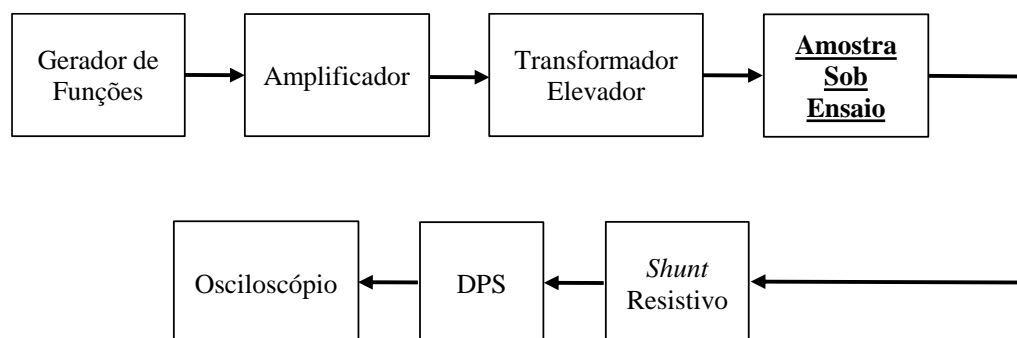 Gerador de
Funções
Amplificador
Transformador
Elevador
Amostra
Sob
Ensaio
Osciloscópio
DPS
Shunt
Resistivo